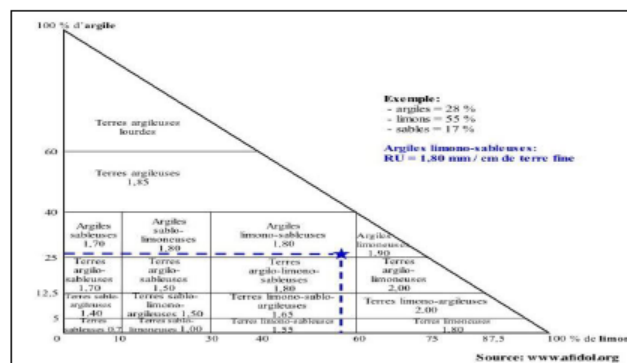 100 % d'argile
Exemple:
- argiles = 28 %
- limons = 55 %
- sables = 17 %
Argiles limono-sableuses:
RU = 1,80 mm / cm de terre fine
Terres argileuses
lourdes
60
Terres argileuses
1,85
40
Argiles
sableuses
1,70
Argiles
sablo-
limoneuses
1,80
Argiles
limono-sableuses
1,80
Argiles
limoneuses
1,90
25
Terres
argilo-
sableuses
1,70
Terres
argilo-
sableuses
1,50
Terres
argilo-limono-
sableuses
1,80
Terres
argilo-
limoneuses
2,00
12,5
Terres sablo-
argileuses
1,40
Terres sablo-
limono-
argileuses 1,50
Terres limono-sablo-
argileuses
1,65
Terres limono-argileuses
2,00
5
Terres
sableuses 0,7
Terres sablo-
limoneuses 1,00
Terres limono-sableuses
1,55
Terres limoneuses
1,80
0 10 30 40 60 75 87,5 100 % de limon
Source: www.afidol.org